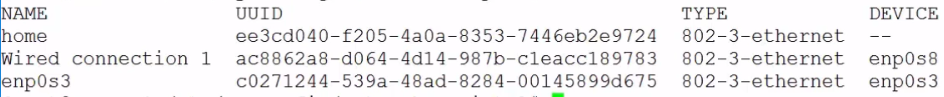 NAME UUID TYPE DEVICE
home ee3cd040-f205-4a0a-8353-7446eb2e9724 802-3-ethernet --
Wired connection 1 ac8862a8-d064-4d14-987b-c1eacc189783 802-3-ethernet enp0s8
enp0s3 c0271244-539a-48ad-8284-00145899d675 802-3-ethernet enp0s3